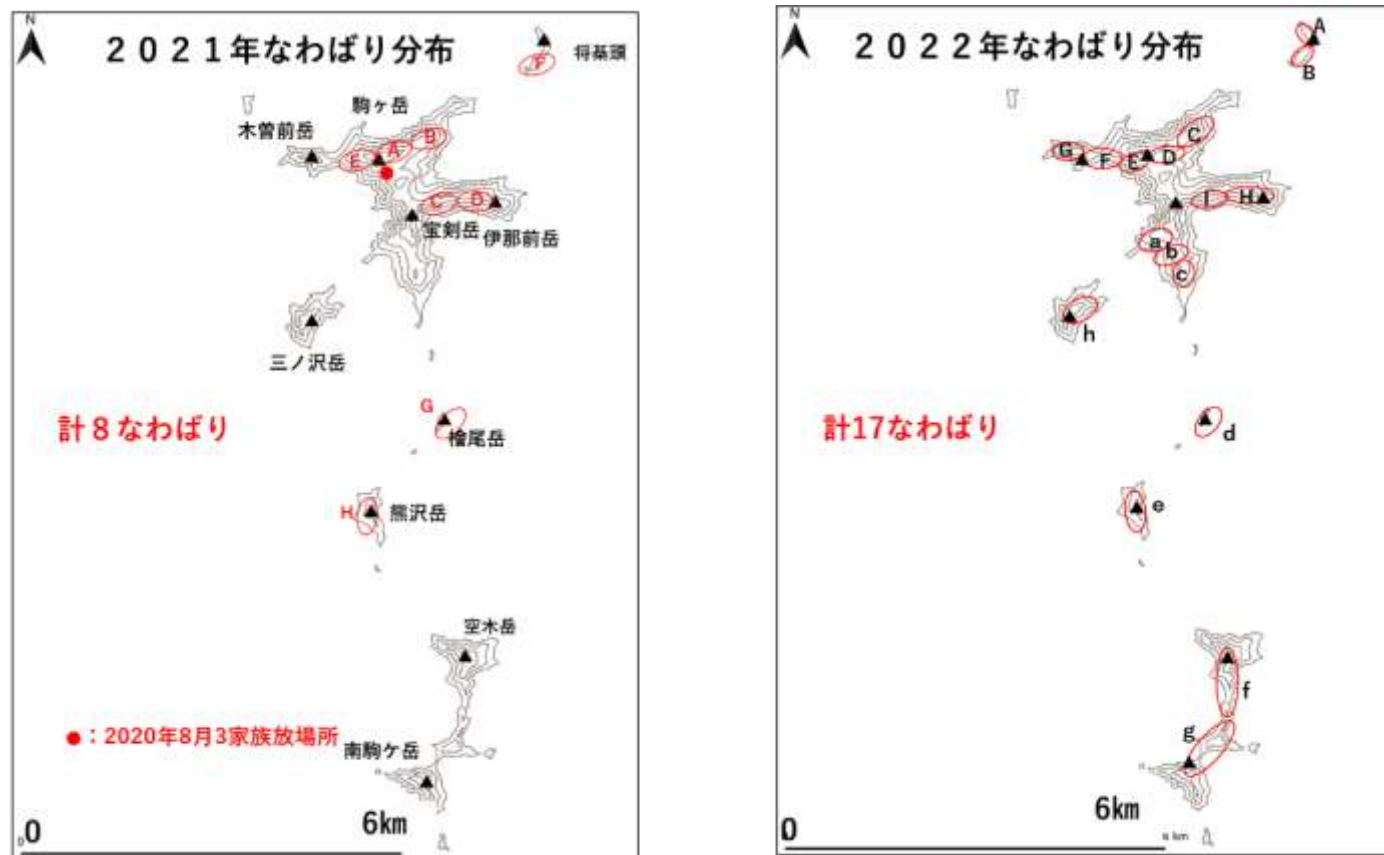 N
2021年なわばり分布
F
将棊頭
駒ヶ岳
木曽前岳
B
A
E
C
D
宝剣岳
伊那前岳
三ノ沢岳
G
計8なわばり
檜尾岳
H
熊沢岳
空木岳
●：2020年8月3家族放場所
南駒ケ岳
0
6km
N
2022年なわばり分布
A
B
C
G
F
E
D
I
H
a
b
c
h
計17なわばり
d
e
f
g
6km
0
6 km